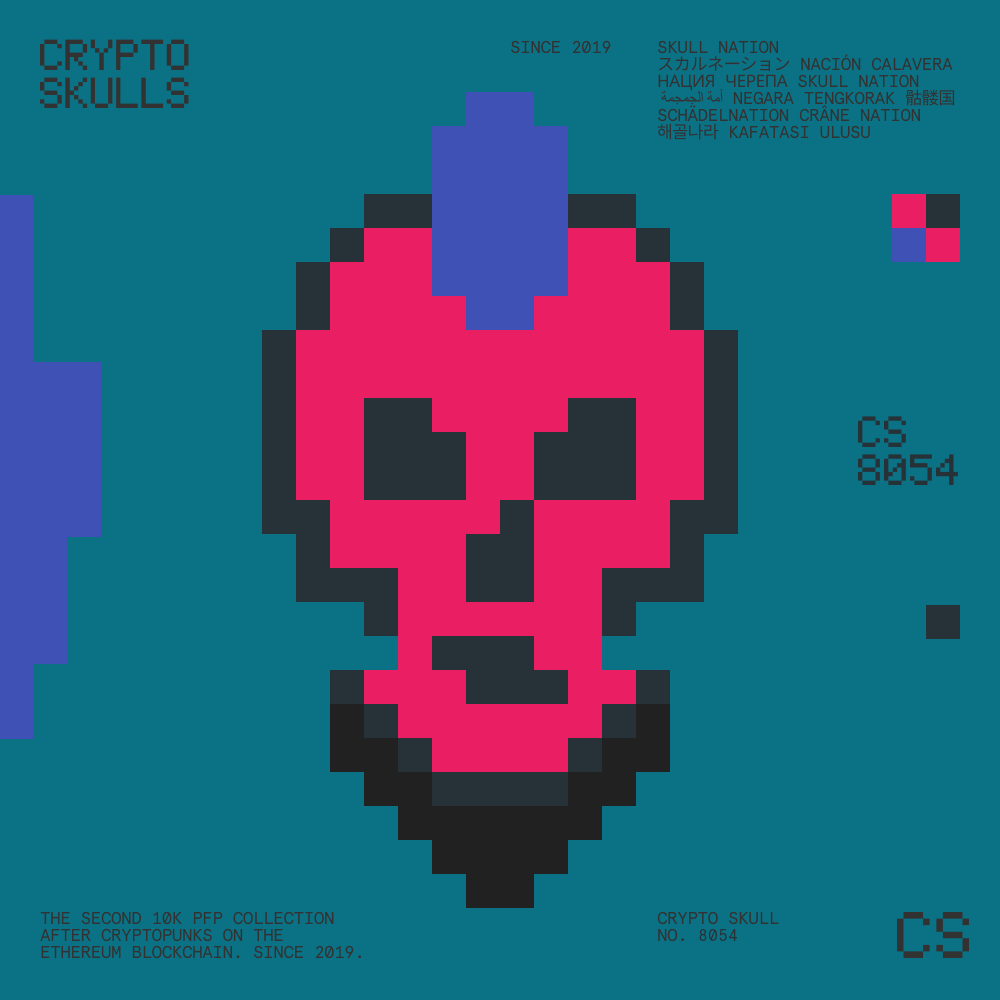 CRYPTO
SKULLS
SINCE 2019
SKULL NATION
スカルネーション NACIÓN CALAVERA
НАЦИЯ ЧЕРЕПА SKULL NATION
أمة الجمجمة NEGARA TENGKORAK 骷髅国
SCHÄDELNATION CRÂNE NATION
해골나라 KAFATASI ULUSU
CS
8054
THE SECOND 10K PFP COLLECTION
AFTER CRYPTOPUNKS ON THE
ETHEREUM BLOCKCHAIN. SINCE 2019.
CRYPTO SKULL
NO. 8054
CS